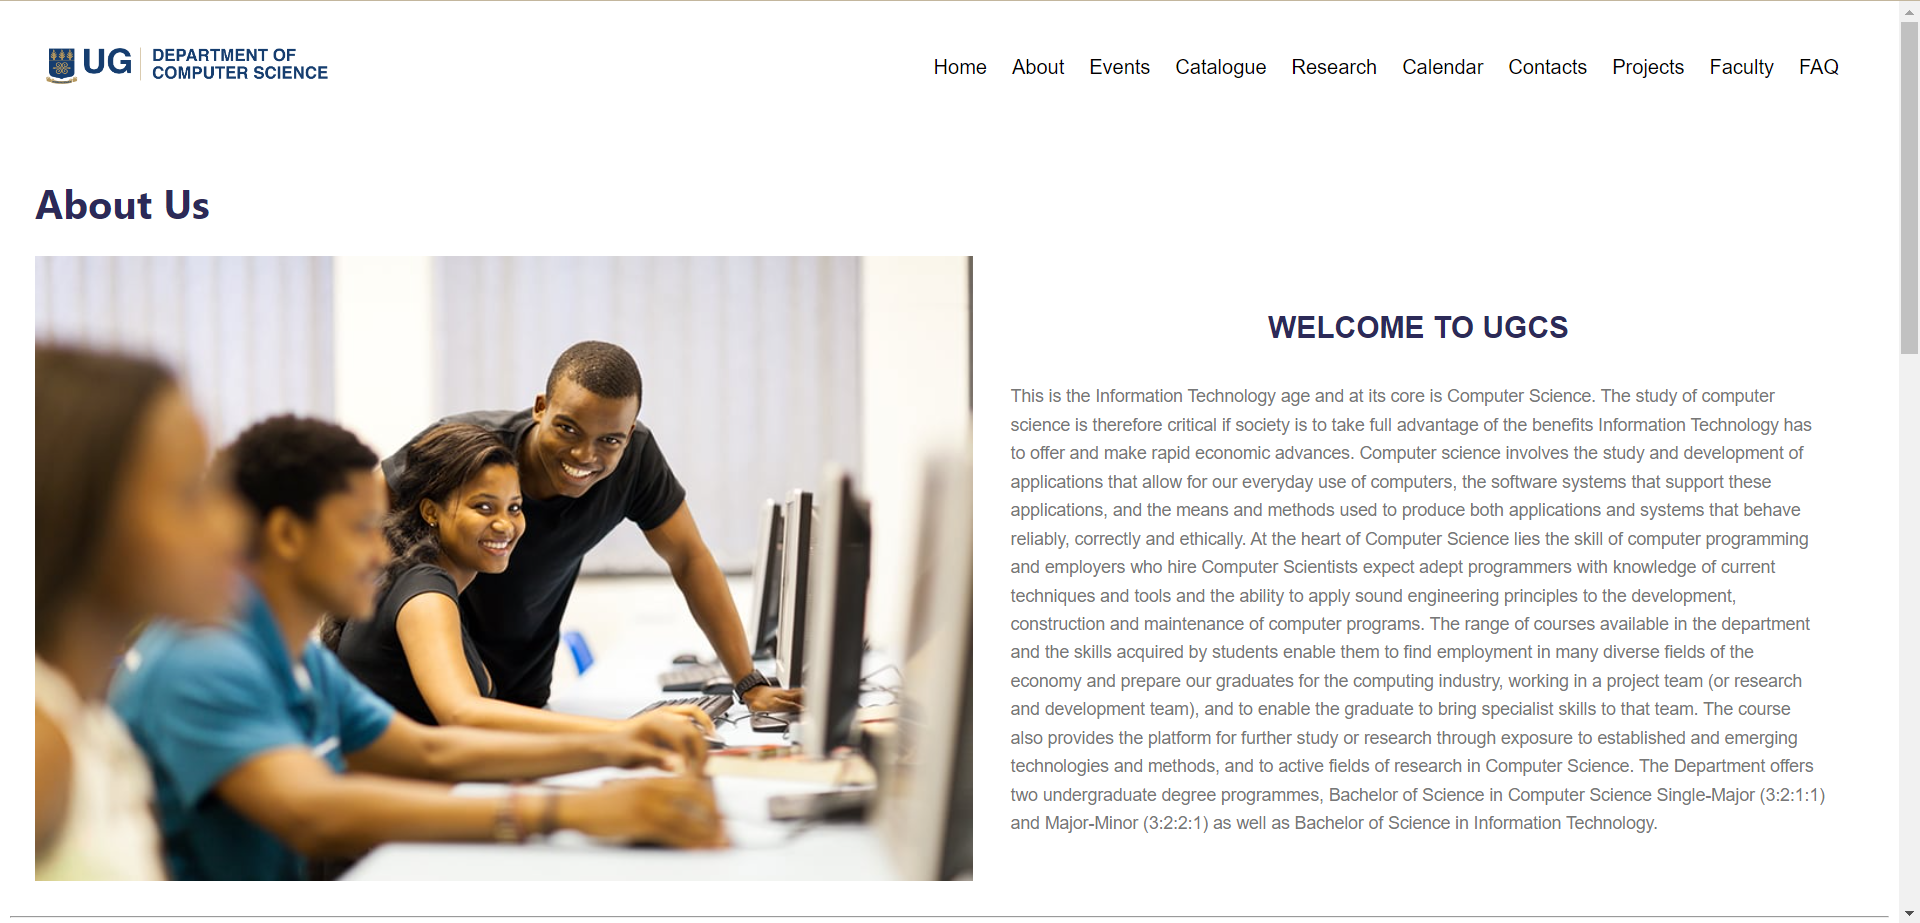 UG
DEPARTMENT OF
COMPUTER SCIENCE
Home About Events Catalogue Research Calendar Contacts Projects Faculty FAQ
About Us
WELCOME TO UGCS
This is the Information Technology age and at its core is Computer Science. The study of computer
science is therefore critical if society is to take full advantage of the benefits Information Technology has
to offer and make rapid economic advances. Computer science involves the study and development of
applications that allow for our everyday use of computers, the software systems that support these
applications, and the means and methods used to produce both applications and systems that behave
reliably, correctly and ethically. At the heart of Computer Science lies the skill of computer programming
and employers who hire Computer Scientists expect adept programmers with knowledge of current
techniques and tools and the ability to apply sound engineering principles to the development,
construction and maintenance of computer programs. The range of courses available in the department
and the skills acquired by students enable them to find employment in many diverse fields of the
economy and prepare our graduates for the computing industry, working in a project team (or research
and development team), and to enable the graduate to bring specialist skills to that team. The course
also provides the platform for further study or research through exposure to established and emerging
technologies and methods, and to active fields of research in Computer Science. The Department offers
two undergraduate degree programmes, Bachelor of Science in Computer Science Single-Major (3:2:1:1)
and Major-Minor (3:2:2:1) as well as Bachelor of Science in Information Technology.